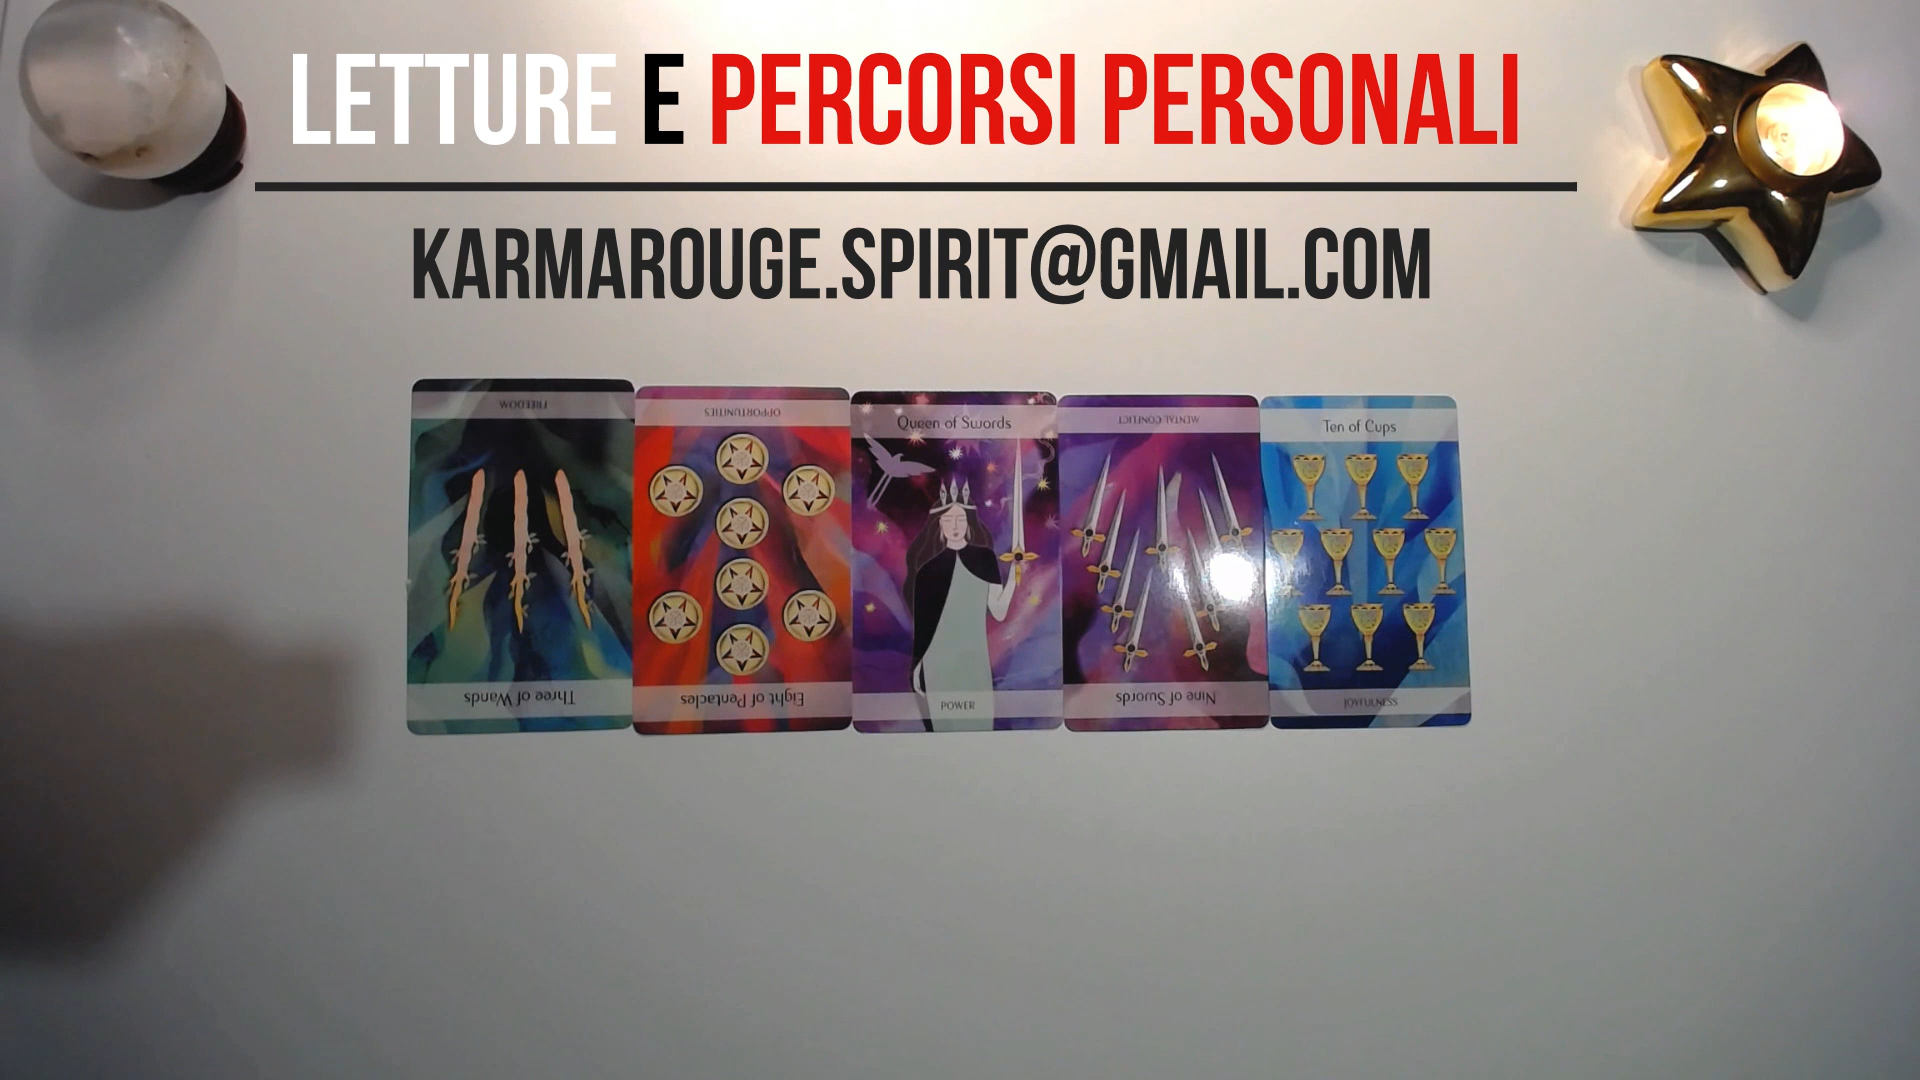 LETTURE E PERCORSI PERSONALI
KARMAROUGE.SPIRIT@GMAIL.COM
FREEDOM
Three of Wands
OPPORTUNITIES
Eight of Pentacles
Queen of Swords
POWER
MENTAL CONFLICT
Nine of Swords
Ten of Cups
JOYFULNESS